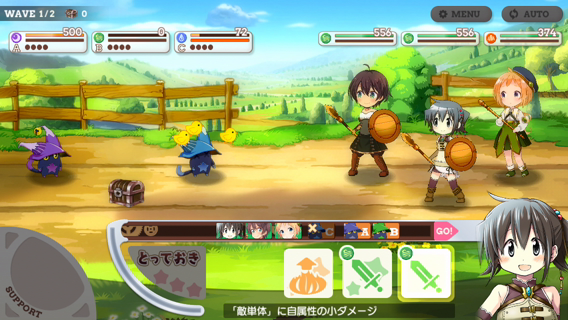 WAVE 1/2 0 MENU AUTO
500 0 72 556 556 374
A B C
C A B GO!
とっておき
SUPPORT
「敵単体」に自属性の小ダメージ